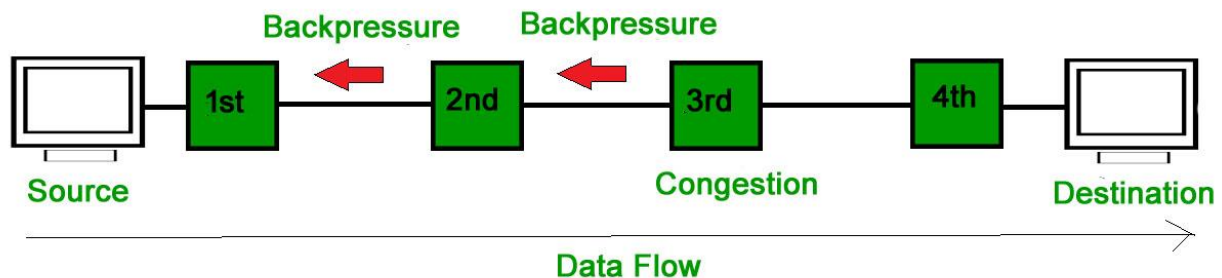 Backpressure Backpressure
1st 2nd 3rd 4th
Source Congestion Destination
Data Flow